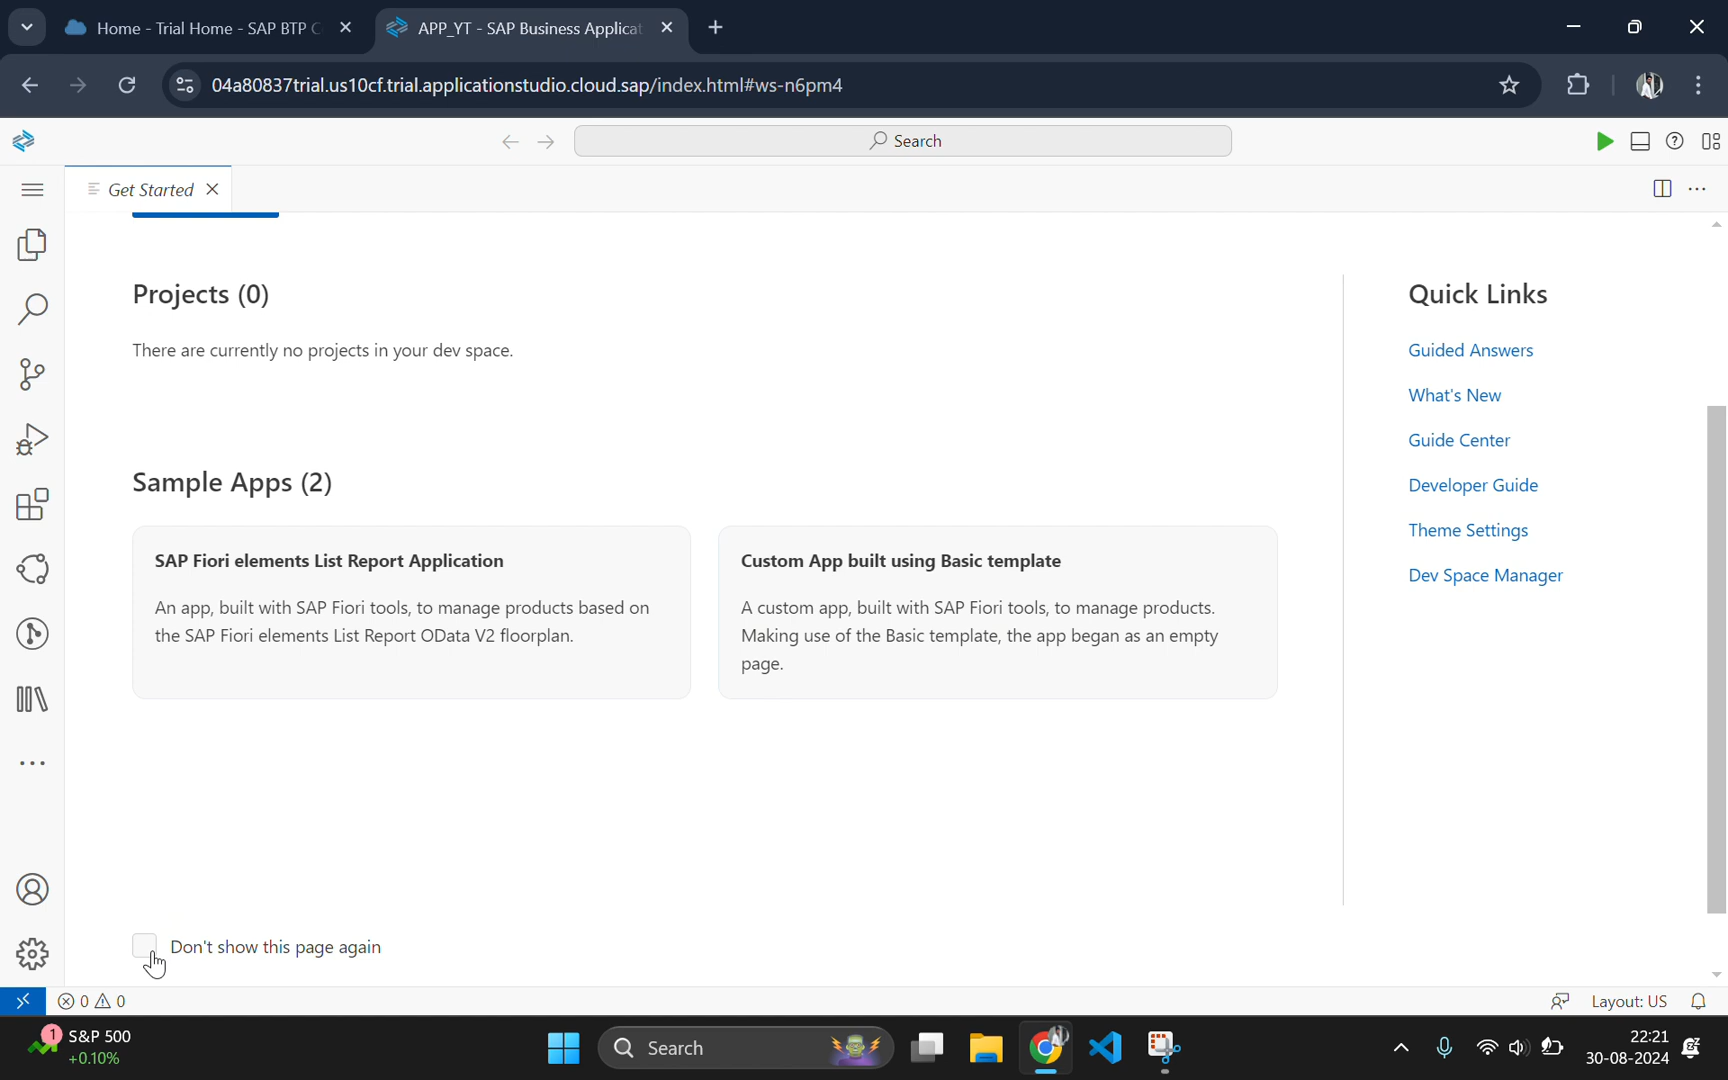 Home - Trial Home - SAP BTP C
APP_YT - SAP Business Applicat
04a80837trial.us10cf.trial.applicationstudio.cloud.sap/index.html#ws-n6pm4
Search
Get Started
Projects (0)
There are currently no projects in your dev space.
Sample Apps (2)
SAP Fiori elements List Report Application
An app, built with SAP Fiori tools, to manage products based on
the SAP Fiori elements List Report OData V2 floorplan.
Custom App built using Basic template
A custom app, built with SAP Fiori tools, to manage products.
Making use of the Basic template, the app began as an empty
page.
Quick Links
Guided Answers
What's New
Guide Center
Developer Guide
Theme Settings
Dev Space Manager
Don't show this page again
0 0
Layout: US
1
S&P 500
+0.10%
Search
22:21
30-08-2024